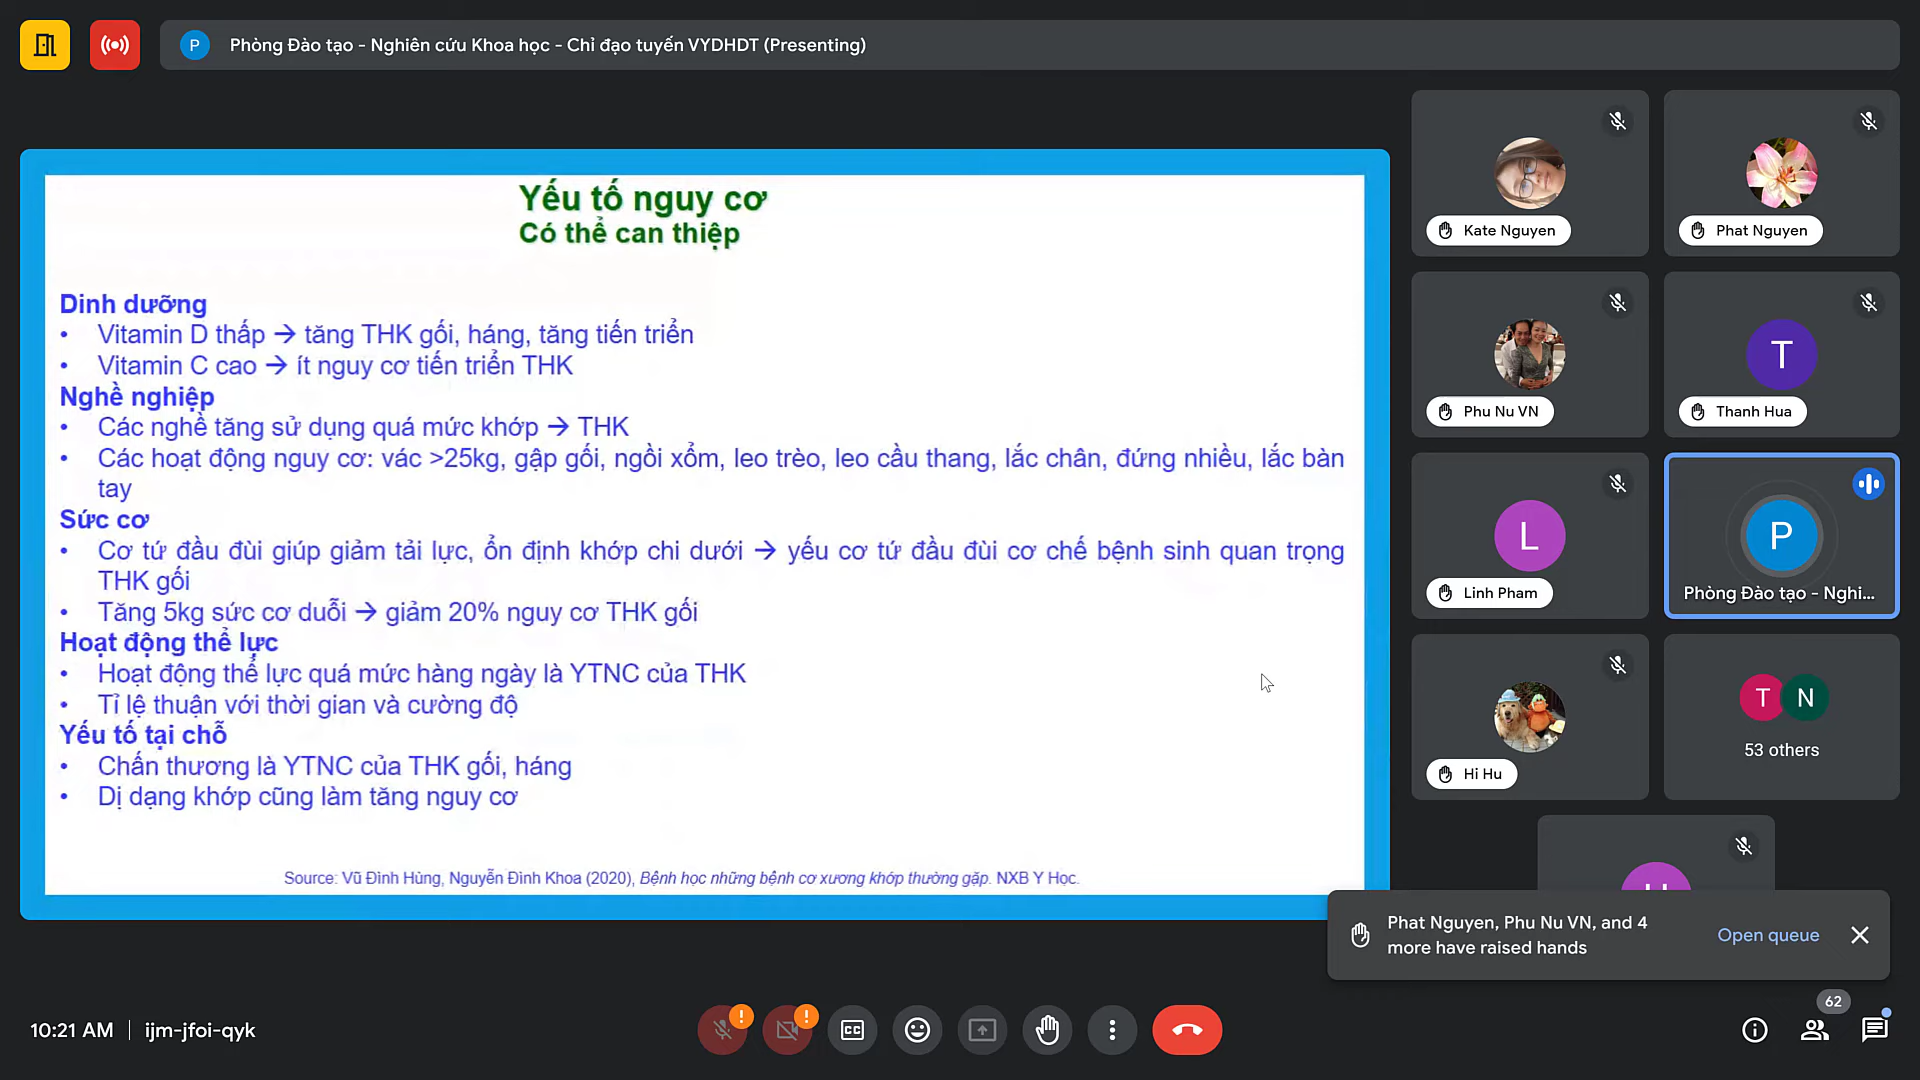 P Phòng Đào tạo - Nghiên cứu Khoa học - Chỉ đạo tuyến VYDHDT (Presenting)
Yếu tố nguy cơ
Có thể can thiệp
Dinh dưỡng
• Vitamin D thấp → tăng THK gối, háng, tăng tiến triển
• Vitamin C cao → ít nguy cơ tiến triển THK
Nghề nghiệp
• Các nghề tăng sử dụng quá mức khớp → THK
• Các hoạt động nguy cơ: vác >25kg, gập gối, ngồi xổm, leo trèo, leo cầu thang, lắc chân, đứng nhiều, lắc bàn
tay
Sức cơ
• Cơ tứ đầu đùi giúp giảm tải lực, ổn định khớp chi dưới → yếu cơ tứ đầu đùi cơ chế bệnh sinh quan trọng
THK gối
• Tăng 5kg sức cơ duỗi → giảm 20% nguy cơ THK gối
Hoạt động thể lực
• Hoạt động thể lực quá mức hàng ngày là YTNC của THK
• Tỉ lệ thuận với thời gian và cường độ
Yếu tố tại chỗ
• Chấn thương là YTNC của THK gối, háng
• Dị dạng khớp cũng làm tăng nguy cơ
Source: Vũ Đình Hùng, Nguyễn Đình Khoa (2020), Bệnh học những bệnh cơ xương khớp thường gặp. NXB Y Học.
Kate Nguyen
Phat Nguyen
Phu Nu VN
T
Thanh Hua
L
Linh Pham
P
Phòng Đào tạo - Nghi...
Hi Hu
T N
53 others
Phat Nguyen, Phu Nu VN, and 4
more have raised hands
Open queue
10:21 AM | ijm-jfoi-qyk
CC
62